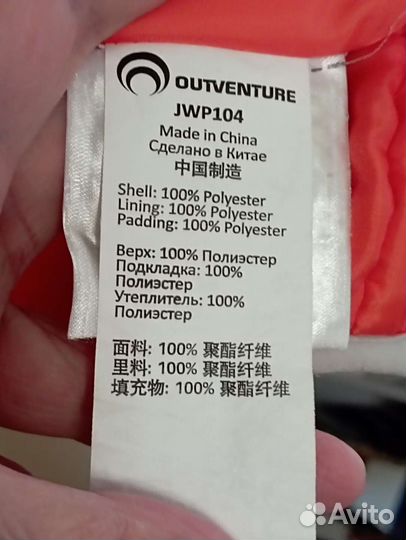 OUTVENTURE
JWP104
Made in China
Сделано в Китае
中国制造
Shell: 100% Polyester
Lining: 100% Polyester
Padding: 100% Polyester
Верх: 100% Полиэстер
Подкладка: 100%
Полиэстер
Утеплитель: 100%
Полиэстер
面料: 100% 聚酯纤维
里料: 100% 聚酯纤维
填充物: 100% 聚酯纤维
Avito